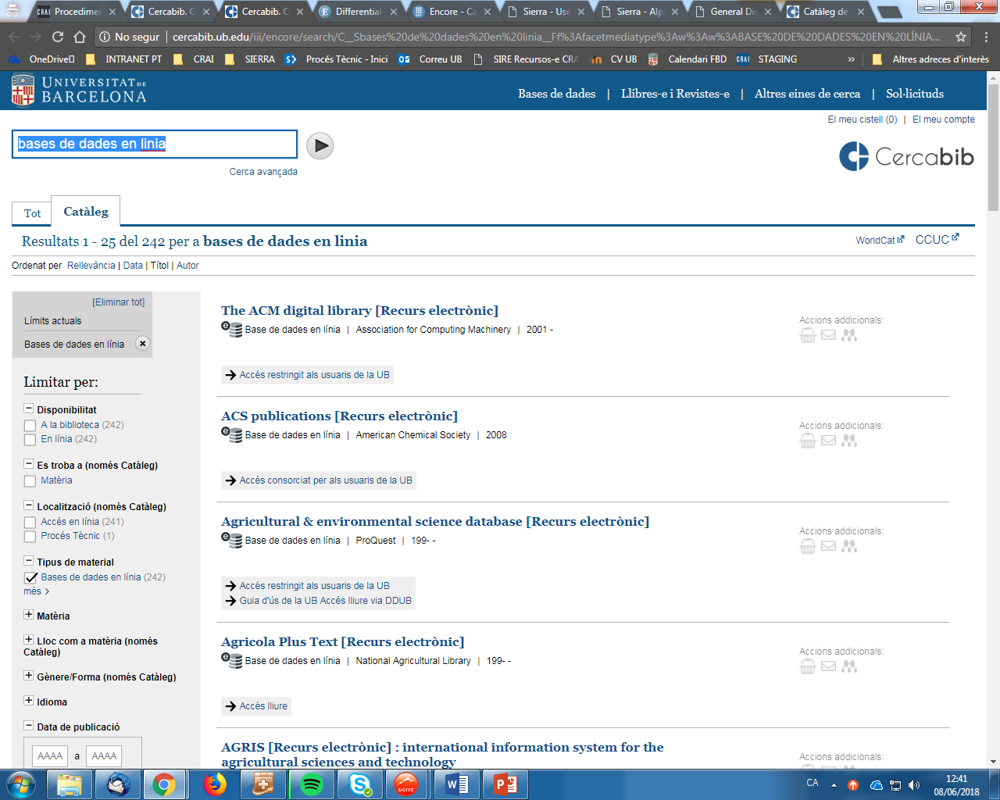 Procedimer
Cercabib. C
Cercabib. C
Differential
Encore - Ca
Sierra - Use
Sierra - Alp
General Dis
Catàleg de
No segur
cercabib.ub.edu/iii/encore/search/C__Sbases%20de%20dades%20en%20linia__Ff%3Afacetmediatype%3Aw%3Aw%3ABASE%20DE%20DADES%20EN%20LÍNIA...
OneDrive
INTRANET PT
CRAI
SIERRA
Procés Tècnic - Inici
Correu UB
SIRE Recursos-e CRA
CV UB
Calendari FBD
CRAI
STAGING
»
Altres adreces d'interès
UNIVERSITAT DE
BARCELONA
Bases de dades | Llibres-e i Revistes-e | Altres eines de cerca | Sol·licituds
El meu cistell (0) | El meu compte
bases de dades en linia
Cerca avançada
Cercabib
Tot
Catàleg
Resultats 1 - 25 del 242 per a bases de dades en linia
WorldCat
CCUC
Ordenat per Rellevància | Data | Títol | Autor
[Eliminar tot]
Límits actuals
Bases de dades en línia
Limitar per:
Disponibilitat
A la biblioteca (242)
En línia (242)
Es troba a (només Catàleg)
Matèria
Localització (només Catàleg)
Accés en línia (241)
Procés Tècnic (1)
Tipus de material
Bases de dades en línia (242)
més >
Matèria
Lloc com a matèria (només
Catàleg)
Gènere/Forma (només Catàleg)
Idioma
Data de publicació
AAAA a AAAA
The ACM digital library [Recurs electrònic]
Base de dades en línia | Association for Computing Machinery | 2001 -
Accés restringit als usuaris de la UB
Accions addicionals:
ACS publications [Recurs electrònic]
Base de dades en línia | American Chemical Society | 2008
Accés consorciat per als usuaris de la UB
Accions addicionals:
Agricultural & environmental science database [Recurs electrònic]
Base de dades en línia | ProQuest | 199- -
Accés restringit als usuaris de la UB
Guia d'ús de la UB Accés lliure via DDUB
Accions addicionals:
Agricola Plus Text [Recurs electrònic]
Base de dades en línia | National Agricultural Library | 199- -
Accés lliure
Accions addicionals:
AGRIS [Recurs electrònic] : international information system for the
agricultural sciences and technology
Accions addicionals:
sierra
CA
12:41
08/06/2018